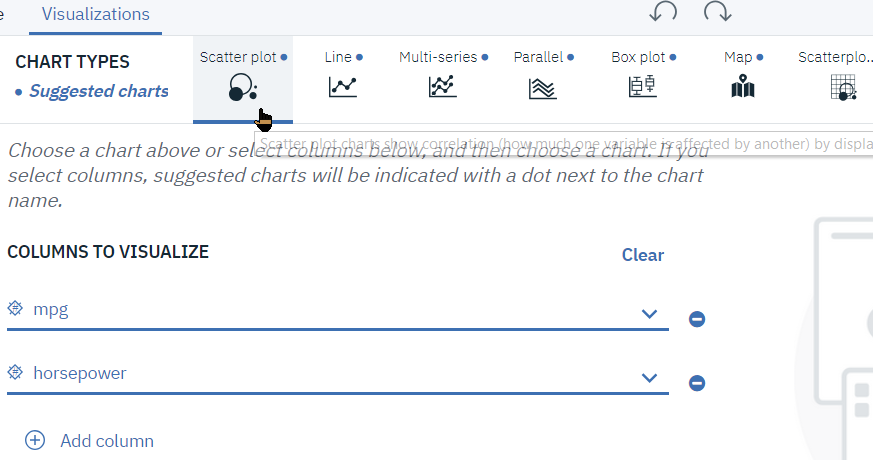 e
Visualizations
CHART TYPES
• Suggested charts
Scatter plot
Line
Multi-series
Parallel
Box plot
Map
Scatterplo..
Scatter plot charts show correlation (how much one variable is affected by another) by displa
Choose a chart above or select columns below, and then choose a chart. If you
select columns, suggested charts will be indicated with a dot next to the chart
name.
COLUMNS TO VISUALIZE
Clear
mpg
horsepower
Add column